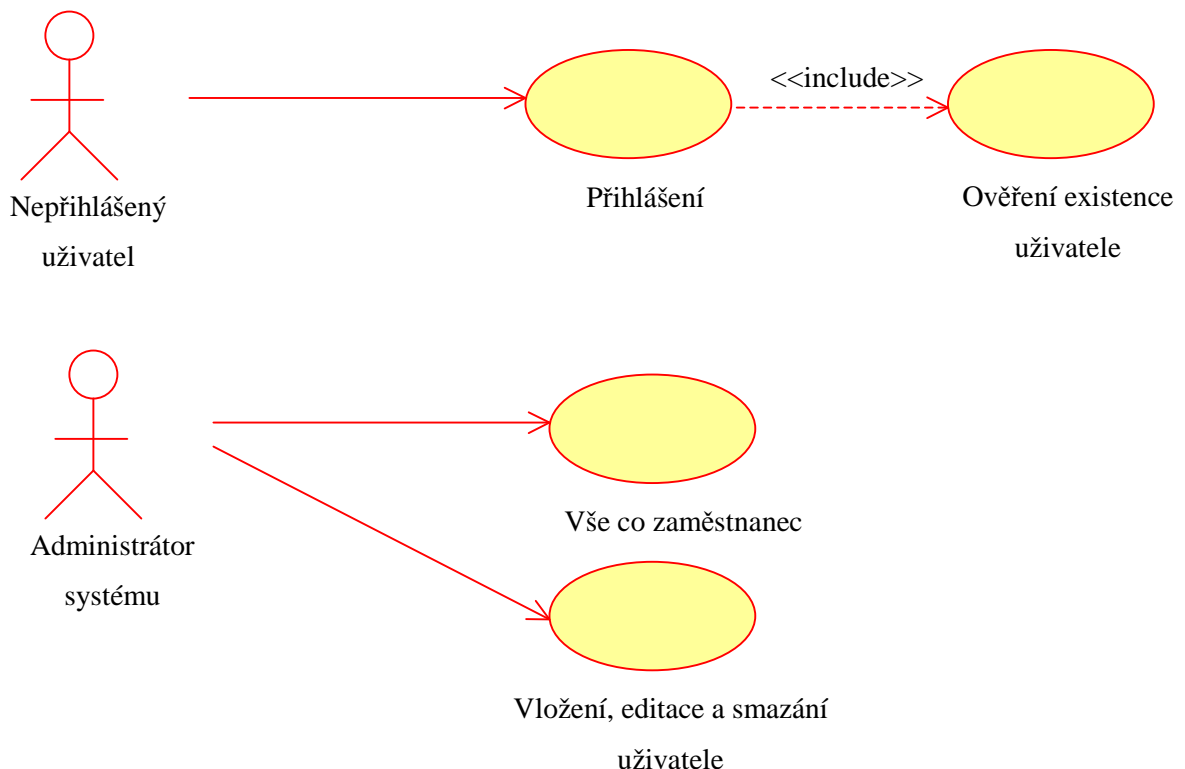 <<include>>
Nepřihlášený
uživatel
Přihlášení
Ověření existence
uživatele
Administrátor
systému
Vše co zaměstnanec
Vložení, editace a smazání
uživatele